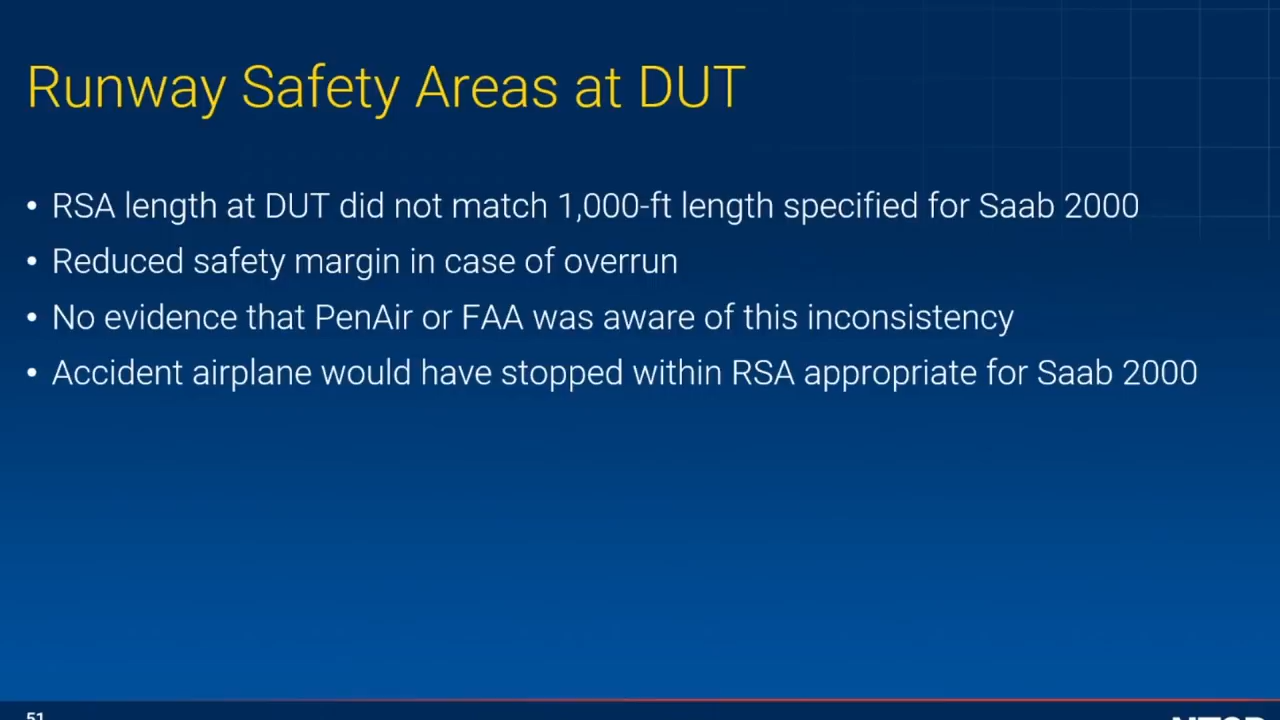 Runway Safety Areas at DUT
• RSA length at DUT did not match 1,000-ft length specified for Saab 2000
• Reduced safety margin in case of overrun
• No evidence that PenAir or FAA was aware of this inconsistency
• Accident airplane would have stopped within RSA appropriate for Saab 2000
51
NTSB